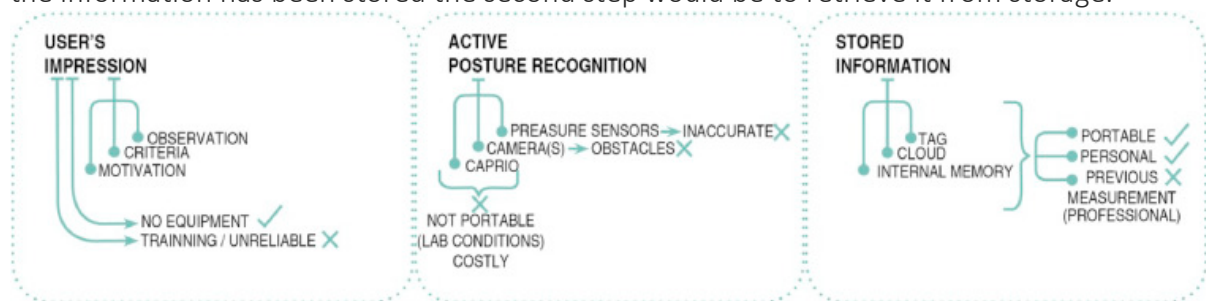 the information has been stored the second step would be to retrieve it from storage.
USER'S
IMPRESSION
OBSERVATION
CRITERIA
MOTIVATION
NO EQUIPMENT
TRAINNING / UNRELIABLE
ACTIVE
POSTURE RECOGNITION
PREASURE SENSORS INACCURATE
CAMERA(S) OBSTACLES
CAPRIO
NOT PORTABLE
(LAB CONDITIONS)
COSTLY
STORED
INFORMATION
TAG
CLOUD
INTERNAL MEMORY
PORTABLE
PERSONAL
PREVIOUS
MEASUREMENT
(PROFESSIONAL)